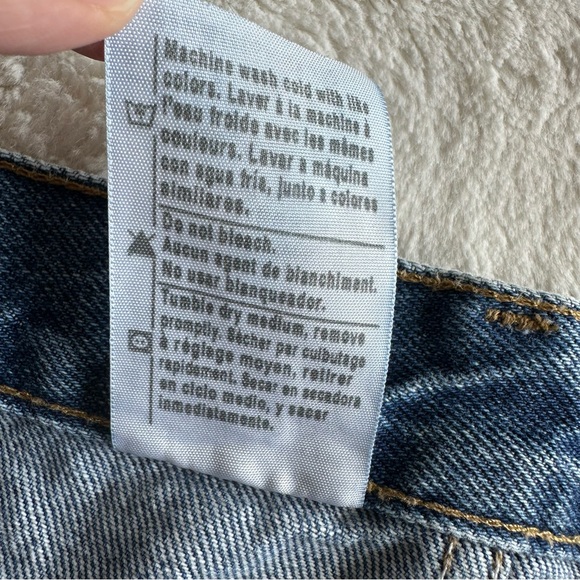 Machine wash cold with like
colors. Laver à la machine à
l'eau froide avec les mêmes
couleurs. Lavar a máquina
con agua fría, junto a colores
similares.
Do not bleach.
Aucun agent de blanchiment.
No usar blanqueador.
Tumble dry medium, remove
promptly. Sécher par culbutage
à réglage moyen, retirer
rapidement. Secar en secadora
en ciclo medio, y sacar
inmediatamente.